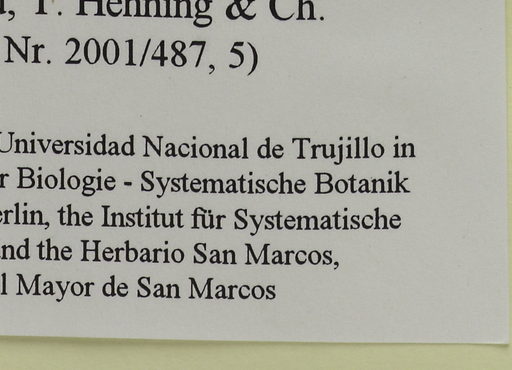 T. Henning & Ch.
Nr. 2001/487, 5)
Universidad Nacional de Trujillo in
r Biologie - Systematische Botanik
erlin, the Institut für Systematische
and the Herbario San Marcos,
l Mayor de San Marcos